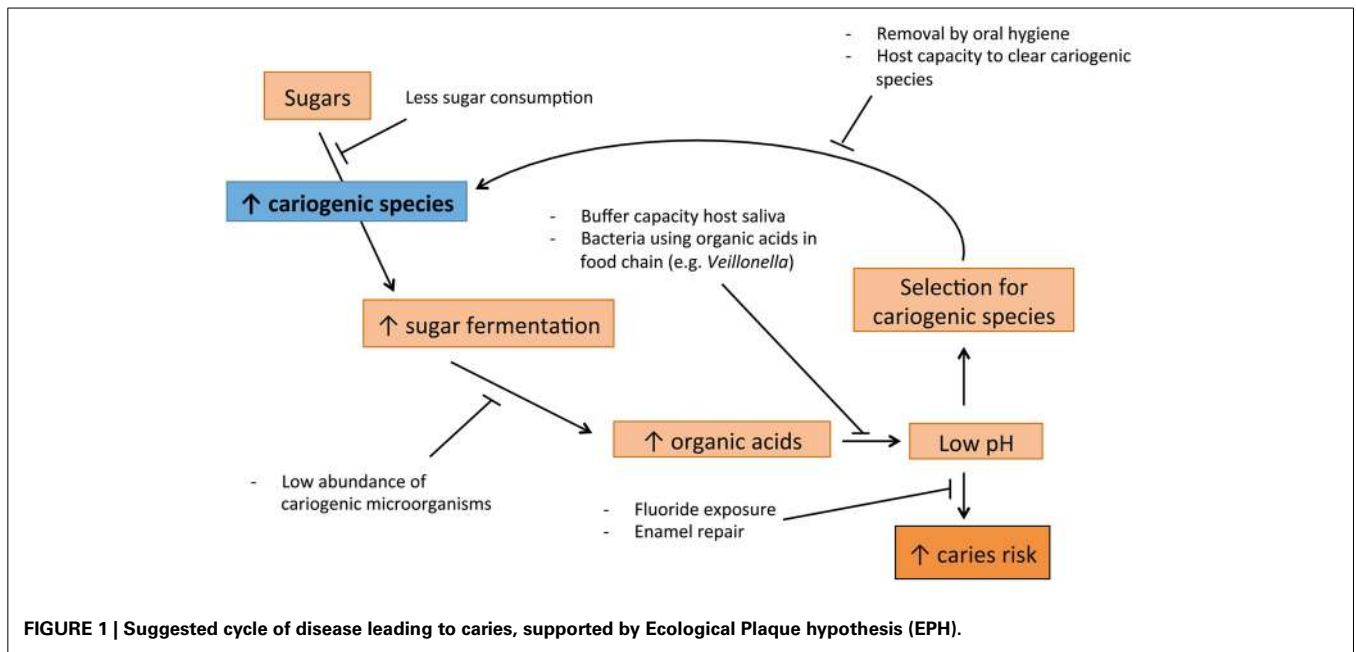 - Removal by oral hygiene
- Host capacity to clear cariogenic
species
Sugars
Less sugar consumption
↑ cariogenic species
- Buffer capacity host saliva
- Bacteria using organic acids in
food chain (e.g. Veillonella)
Selection for
cariogenic species
↑ sugar fermentation
↑ organic acids
Low pH
- Low abundance of
cariogenic microorganisms
- Fluoride exposure
- Enamel repair
↑ caries risk
FIGURE 1 | Suggested cycle of disease leading to caries, supported by Ecological Plaque hypothesis (EPH).